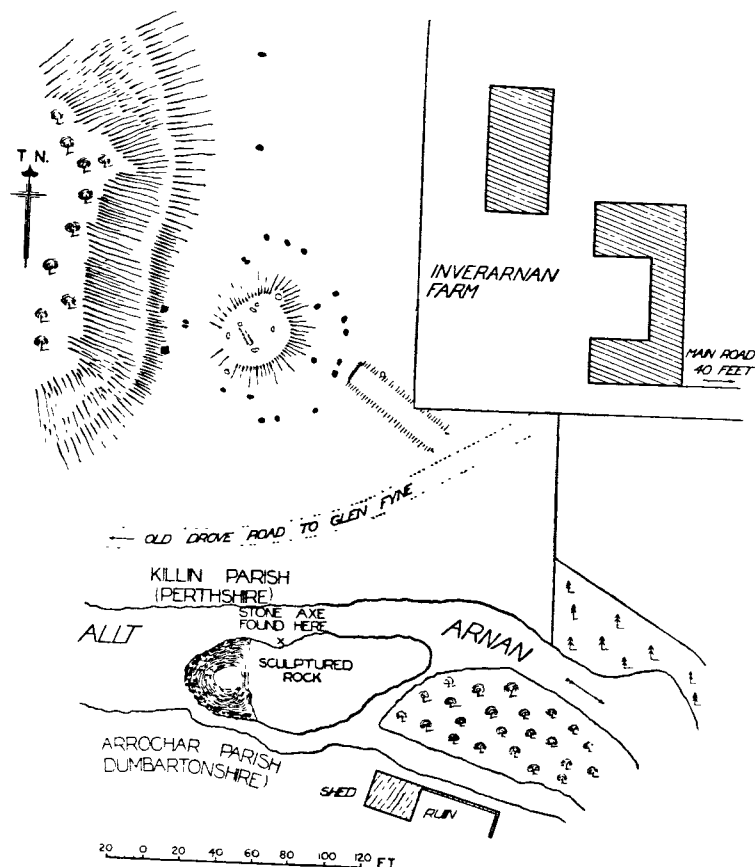 T N.
INVERARNAN
FARM
MAIN ROAD
40 FEET
OLD DROVE ROAD TO GLEN FYNE
KILLIN PARISH
(PERTHSHIRE)
STONE AXE
FOUND HERE
x
ALLT
ARNAN
SCULPTURED
ROCK
ARROCHAR PARISH
DUMBARTONSHIRE)
SHED
RUIN
20 0 20 40 60 80 100 120 FT